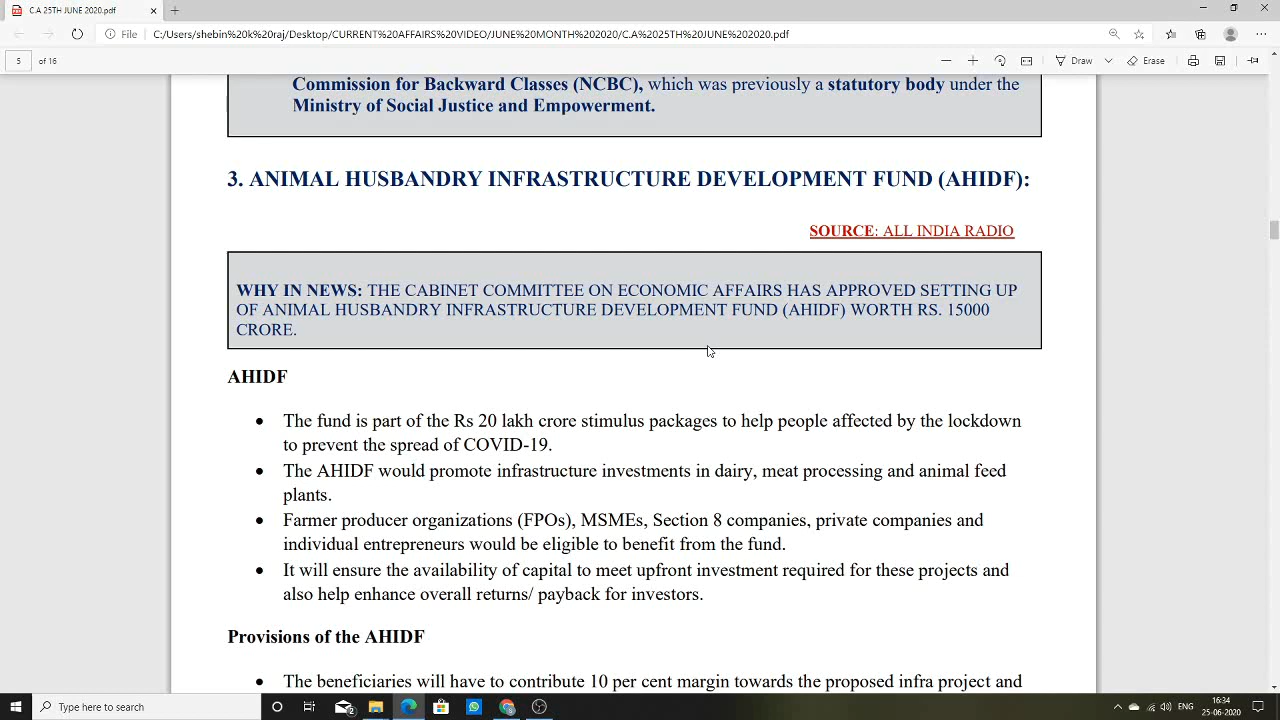 C.A 25TH JUNE 2020.pdf
File
C:/Users/shebin%20k%20raj/Desktop/CURRENT%20AFFAIRS%20VIDEO/JUNE%20MONTH%202020/C.A%2025TH%20JUNE%202020.pdf
5 of 16
Draw
Erase
Commission for Backward Classes (NCBC), which was previously a statutory body under the
Ministry of Social Justice and Empowerment.
3. ANIMAL HUSBANDRY INFRASTRUCTURE DEVELOPMENT FUND (AHIDF):
SOURCE: ALL INDIA RADIO
WHY IN NEWS: THE CABINET COMMITTEE ON ECONOMIC AFFAIRS HAS APPROVED SETTING UP
OF ANIMAL HUSBANDRY INFRASTRUCTURE DEVELOPMENT FUND (AHIDF) WORTH RS. 15000
CRORE.
AHIDF
• The fund is part of the Rs 20 lakh crore stimulus packages to help people affected by the lockdown
to prevent the spread of COVID-19.
• The AHIDF would promote infrastructure investments in dairy, meat processing and animal feed
plants.
• Farmer producer organizations (FPOs), MSMEs, Section 8 companies, private companies and
individual entrepreneurs would be eligible to benefit from the fund.
• It will ensure the availability of capital to meet upfront investment required for these projects and
also help enhance overall returns/ payback for investors.
Provisions of the AHIDF
• The beneficiaries will have to contribute 10 per cent margin towards the proposed infra project and
Type here to search
2
ENG
16:34
25-06-2020